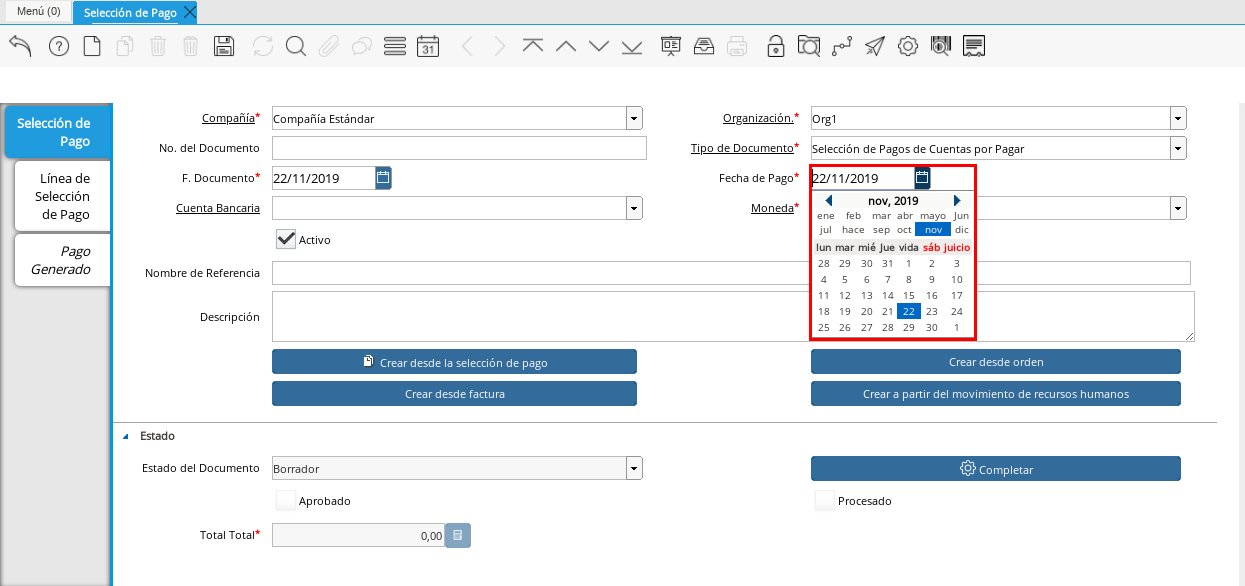 Menú (0)
Selección de Pago
31
Selección de Pago
Línea de Selección de Pago
Pago Generado
Compañía*
Compañía Estándar
Organización.*
Org1
No. del Documento
Tipo de Documento*
Selección de Pagos de Cuentas por Pagar
F. Documento*
22/11/2019
Fecha de Pago*
22/11/2019
Cuenta Bancaria
Moneda*
nov, 2019
ene feb mar abr mayo Jun
jul hace sep oct nov dic
lun mar mié Jue vida sáb juicio
28 29 30 31 1 2 3
4 5 6 7 8 9 10
11 12 13 14 15 16 17
18 19 20 21 22 23 24
25 26 27 28 29 30 1
Activo
Nombre de Referencia
Descripción
Crear desde la selección de pago
Crear desde orden
Crear desde factura
Crear a partir del movimiento de recursos humanos
Estado
Estado del Documento
Borrador
Completar
Aprobado
Procesado
Total Total*
0,00